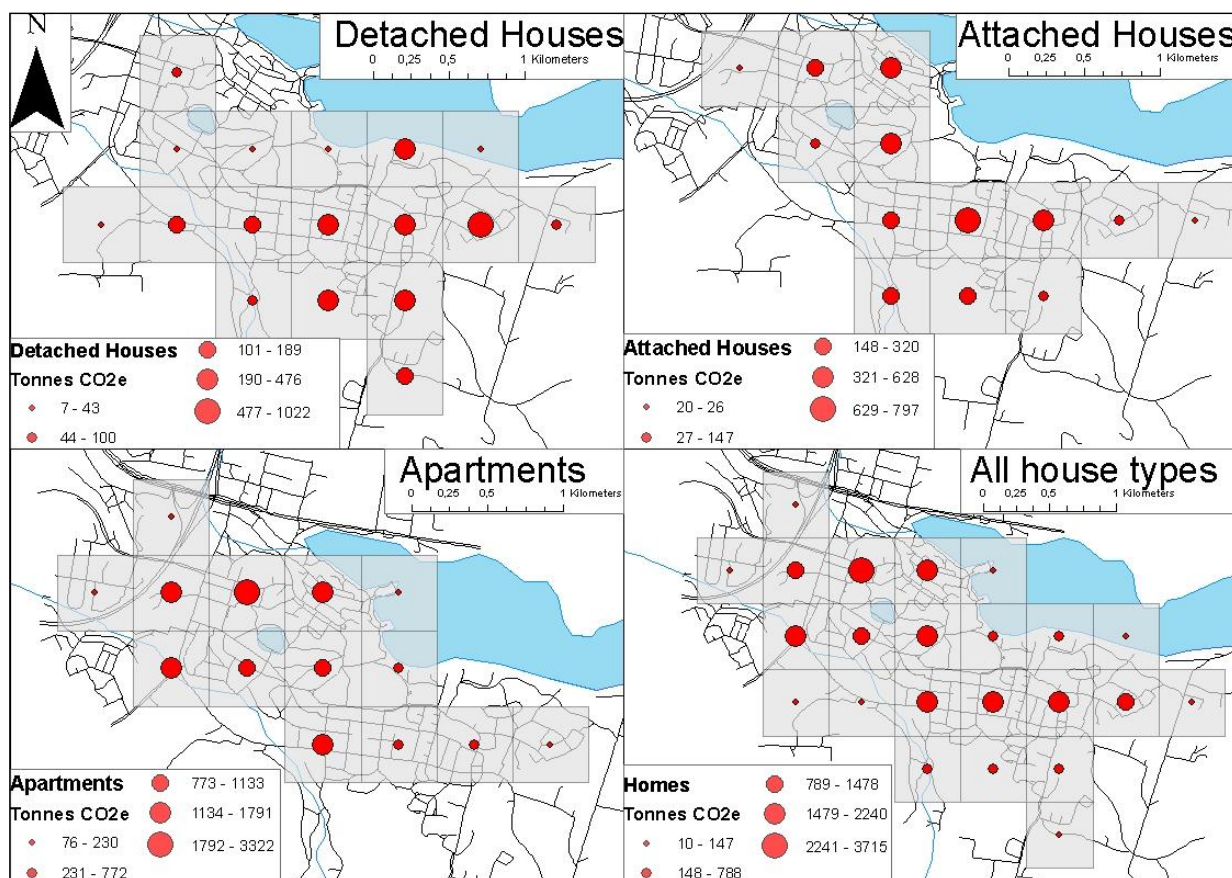 N
Detached Houses
0 0,25 0,5 1 Kilometers
Detached Houses
Tonnes CO2e
7 - 43
44 - 100
101 - 189
190 - 476
477 - 1022
Attached Houses
0 0,25 0,5 1 Kilometers
Attached Houses
Tonnes CO2e
20 - 26
27 - 147
148 - 320
321 - 628
629 - 797
Apartments
0 0,25 0,5 1 Kilometers
Apartments
Tonnes CO2e
76 - 230
231 - 772
773 - 1133
1134 - 1791
1792 - 3322
All house types
0 0,25 0,5 1 Kilometers
Homes
Tonnes CO2e
10 - 147
148 - 788
789 - 1478
1479 - 2240
2241 - 3715